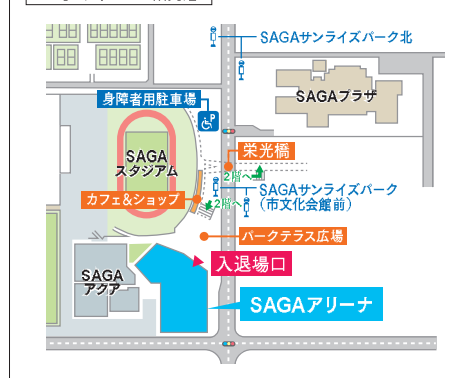 SAGAサンライズパーク北
身障者用駐車場
SAGAプラザ
栄光橋
SAGA
スタジアム
2階へ
カフェ&ショップ
2階へ
SAGAサンライズパーク
(市文化会館前)
パークテラス広場
入退場口
SAGA
アクア
SAGAアリーナ